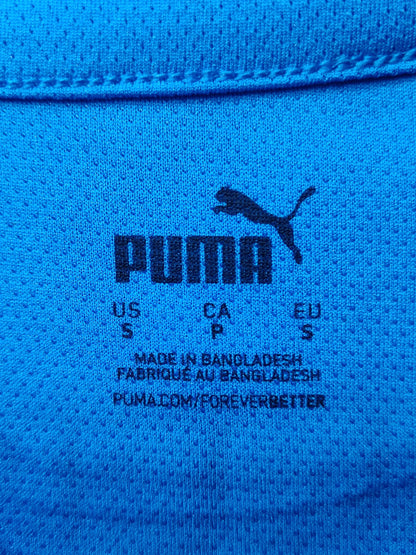 PUMA
US CA EU
S P S
MADE IN BANGLADESH
FABRIQUÉ AU BANGLADESH
PUMA.COM/FOREVERBETTER